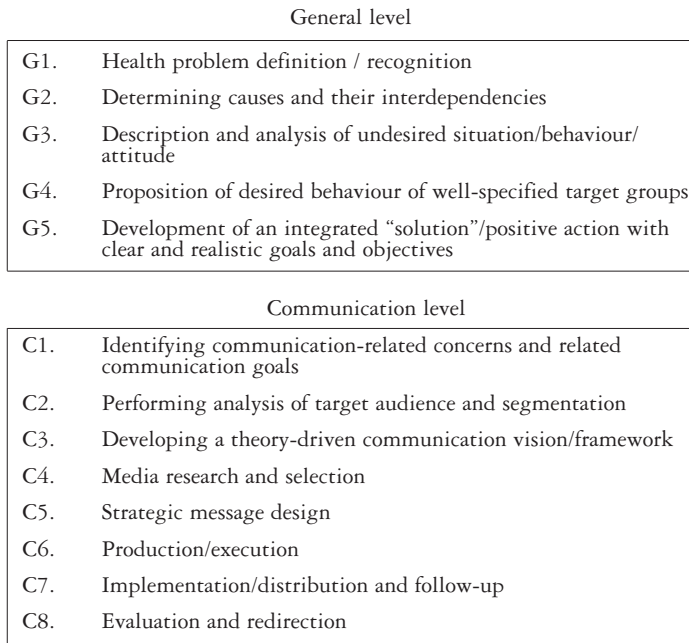 General level
G1. Health problem definition / recognition
G2. Determining causes and their interdependencies
G3. Description and analysis of undesired situation/behaviour/
attitude
G4. Proposition of desired behaviour of well-specified target groups
G5. Development of an integrated “solution”/positive action with
clear and realistic goals and objectives
Communication level
C1. Identifying communication-related concerns and related
communication goals
C2. Performing analysis of target audience and segmentation
C3. Developing a theory-driven communication vision/framework
C4. Media research and selection
C5. Strategic message design
C6. Production/execution
C7. Implementation/distribution and follow-up
C8. Evaluation and redirection